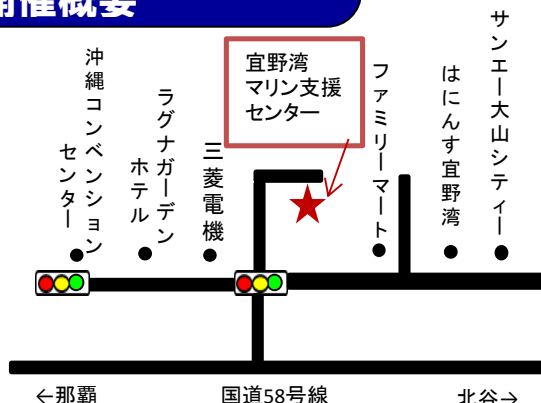 開催概要
宜野湾
マリン支援
センター
沖縄コンベンション
センター
ラグナガーデン
ホテル
三菱電機
ファミリーマート
はにんす宜野湾
サンエー大山シティー
←那覇
国道58号線
北谷→